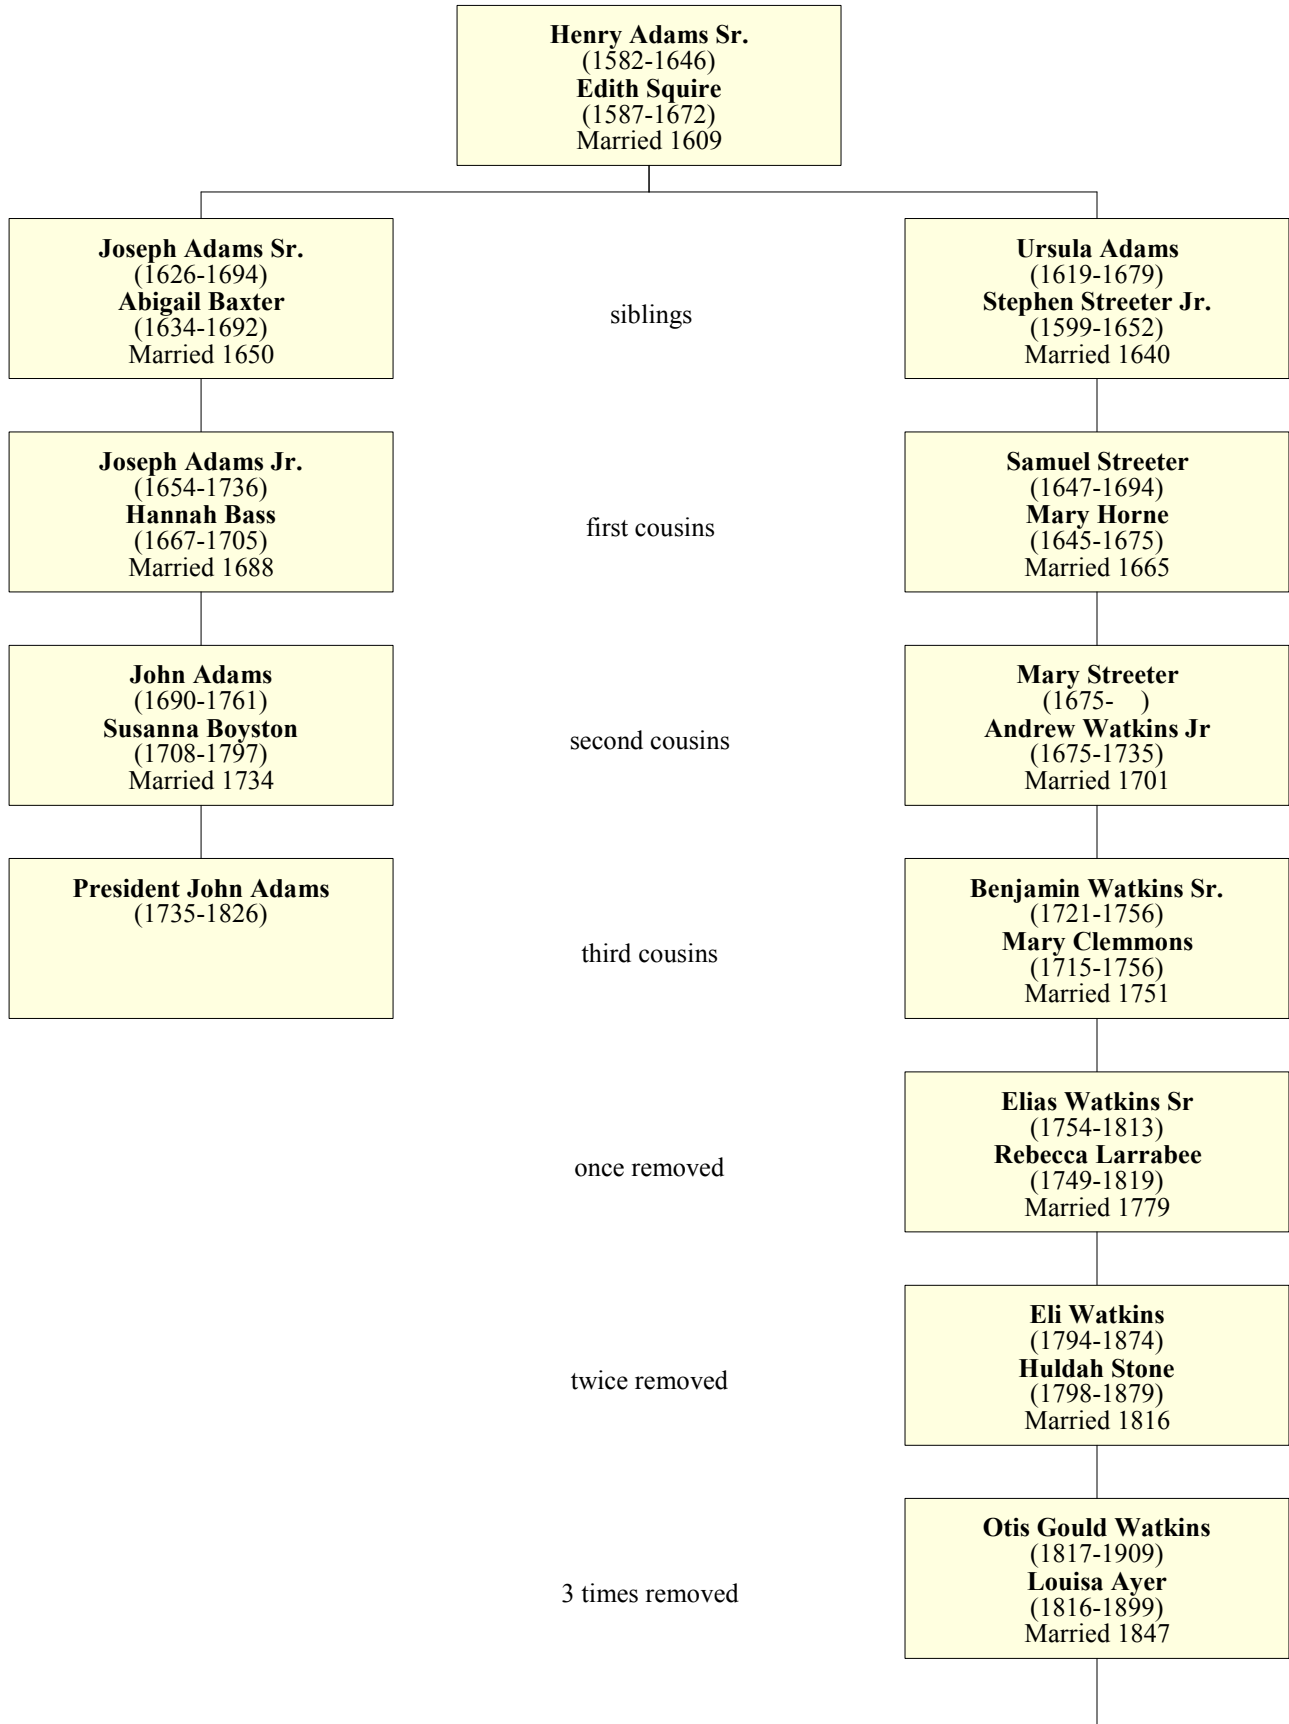 Henry Adams Sr.
(1582-1646)
Edith Squire
(1587-1672)
Married 1609
Joseph Adams Sr.
(1626-1694)
Abigail Baxter
(1634-1692)
Married 1650
siblings
Ursula Adams
(1619-1679)
Stephen Streeter Jr.
(1599-1652)
Married 1640
Joseph Adams Jr.
(1654-1736)
Hannah Bass
(1667-1705)
Married 1688
first cousins
Samuel Streeter
(1647-1694)
Mary Horne
(1645-1675)
Married 1665
John Adams
(1690-1761)
Susanna Boyston
(1708-1797)
Married 1734
second cousins
Mary Streeter
(1675-    )
Andrew Watkins Jr
(1675-1735)
Married 1701
President John Adams
(1735-1826)
third cousins
Benjamin Watkins Sr.
(1721-1756)
Mary Clemmons
(1715-1756)
Married 1751
once removed
Elias Watkins Sr
(1754-1813)
Rebecca Larrabee
(1749-1819)
Married 1779
twice removed
Eli Watkins
(1794-1874)
Huldah Stone
(1798-1879)
Married 1816
3 times removed
Otis Gould Watkins
(1817-1909)
Louisa Ayer
(1816-1899)
Married 1847